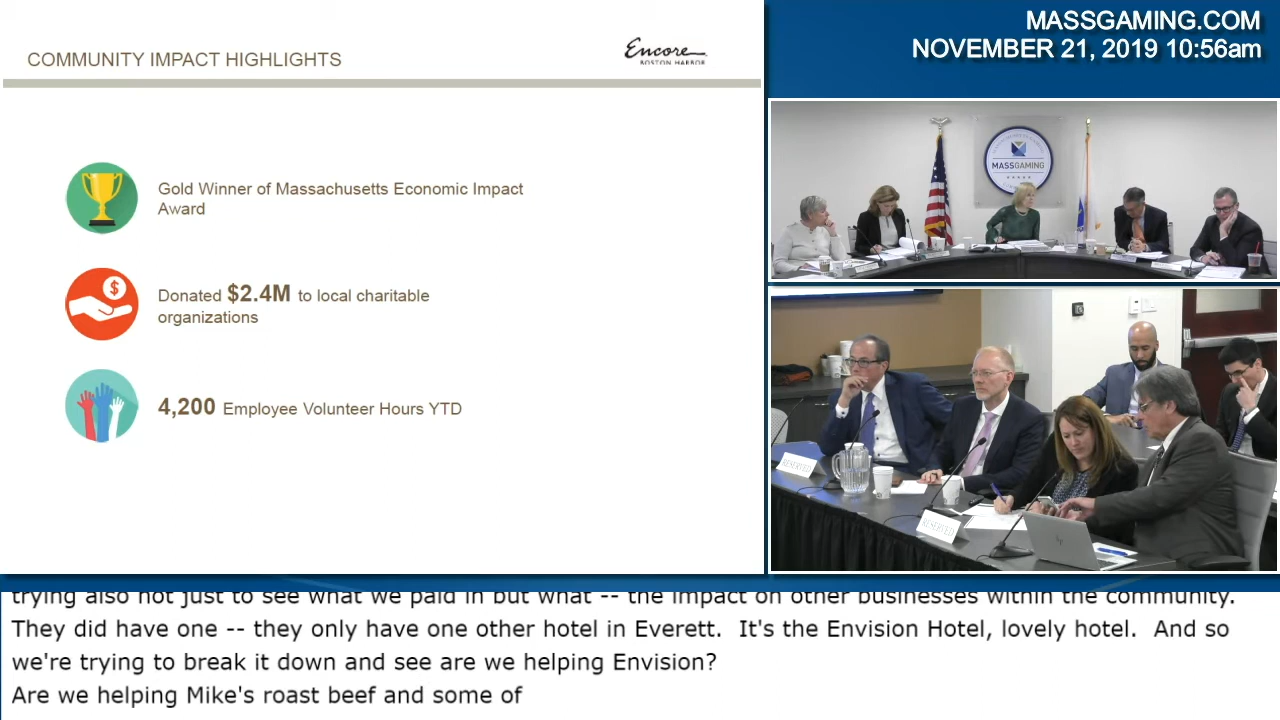 COMMUNITY IMPACT HIGHLIGHTS
Encore
BOSTON HARBOR
MASSGAMING.COM
NOVEMBER 21, 2019 10:56am
Gold Winner of Massachusetts Economic Impact
Award
$
Donated $2.4M to local charitable
organizations
4,200 Employee Volunteer Hours YTD
MASSGAMING
RESERVED
RESERVED
trying also not just to see what we paid in but what -- the impact on other businesses within the community.
They did have one -- they only have one other hotel in Everett. It's the Envision Hotel, lovely hotel. And so
we're trying to break it down and see are we helping Envision?
Are we helping Mike's roast beef and some of